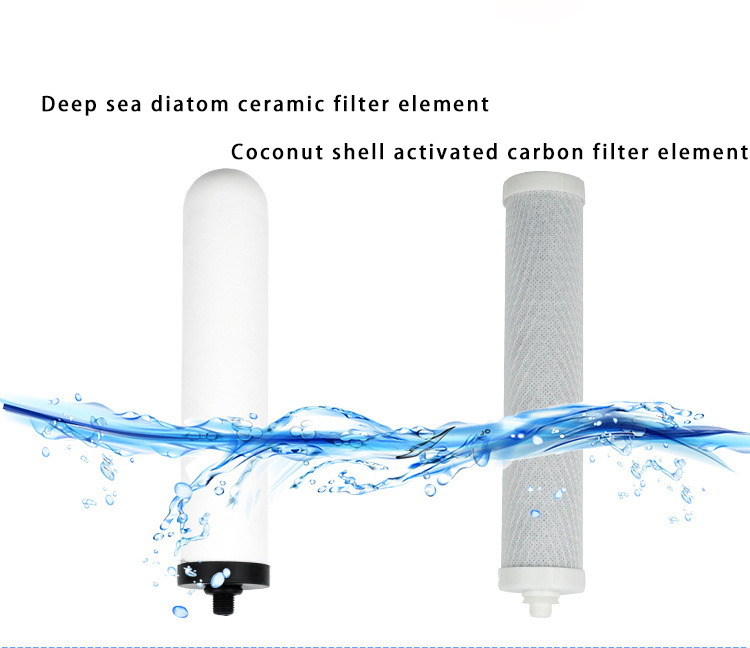 Deep sea diatom ceramic filter element
Coconut shell activated carbon filter element